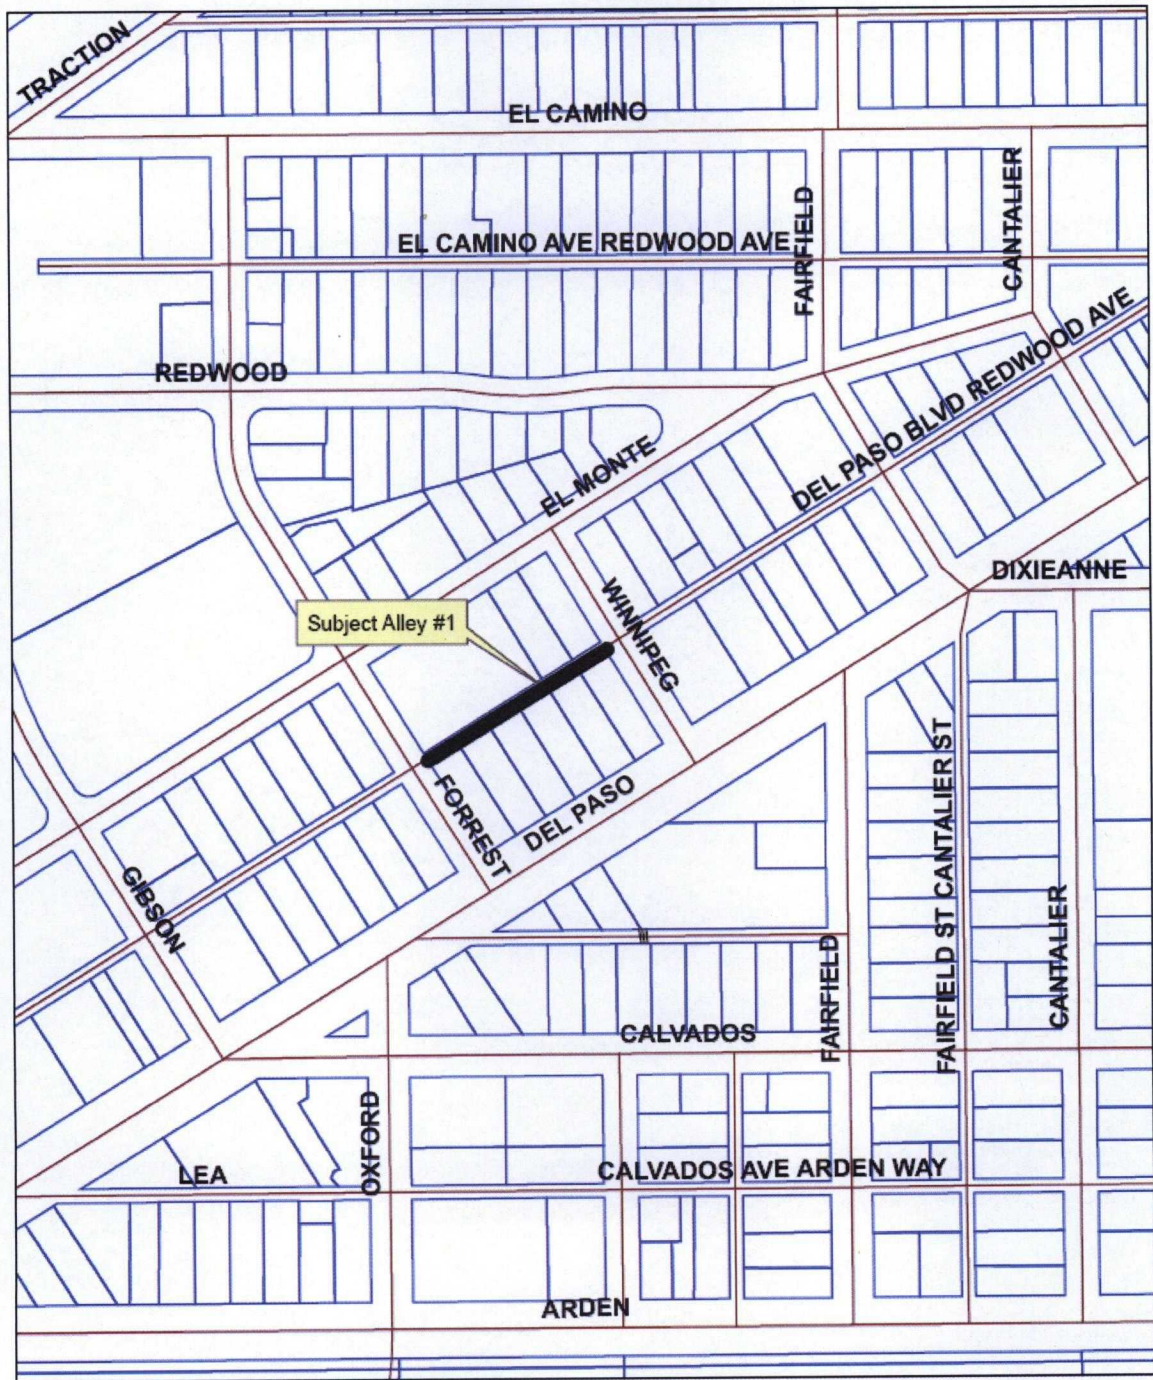 TRACTION
EL CAMINO
CANTALIER
FAIRFIELD
EL CAMINO AVE REDWOOD AVE
REDWOOD
DEL PASO BLVD REDWOOD AVE
EL MONTE
DIXIEANNE
WINNIPEG
Subject Alley #1
FORREST
DEL PASO
GIBSON
FAIRFIELD ST CANTALIER ST
CANTALIER
FAIRFIELD
CALVADOS
OXFORD
LEA
CALVADOS AVE ARDEN WAY
ARDEN